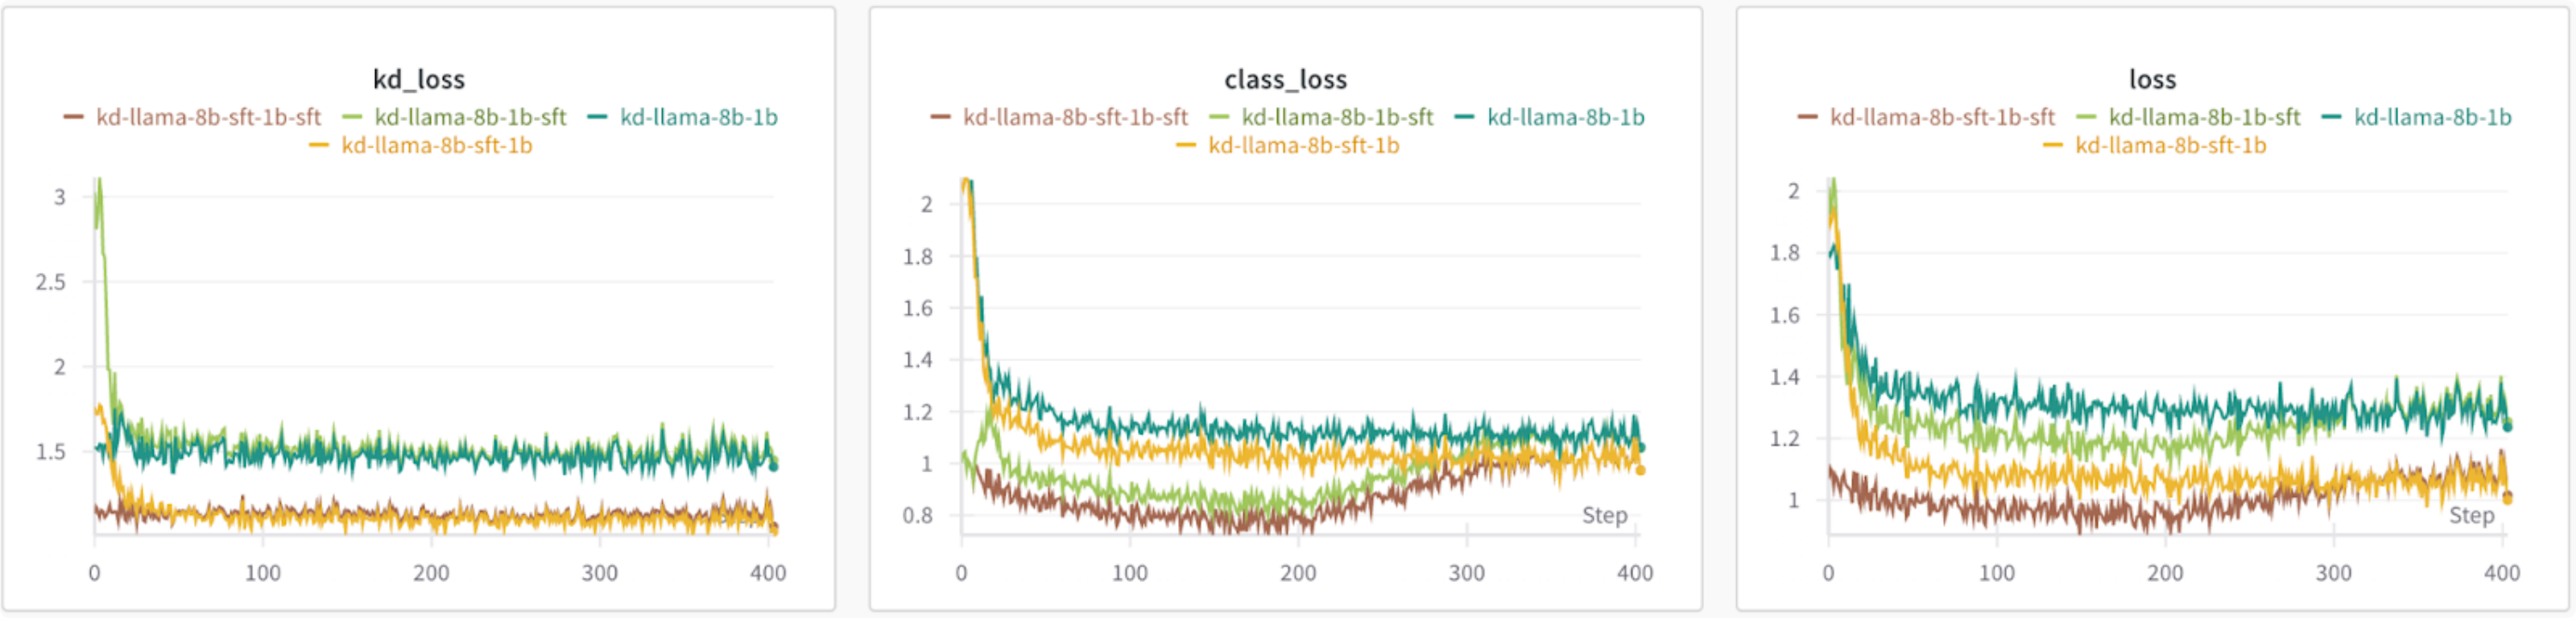 kd_loss
kd-llama-8b-sft-1b-sft kd-llama-8b-1b-sft kd-llama-8b-1b
kd-llama-8b-sft-1b
3
2.5
2
1.5
0 100 200 300 400
class_loss
kd-llama-8b-sft-1b-sft kd-llama-8b-1b-sft kd-llama-8b-1b
kd-llama-8b-sft-1b
2
1.8
1.6
1.4
1.2
1
0.8
Step
0 100 200 300 400
loss
kd-llama-8b-sft-1b-sft kd-llama-8b-1b-sft kd-llama-8b-1b
kd-llama-8b-sft-1b
2
1.8
1.6
1.4
1.2
1
Step
0 100 200 300 400